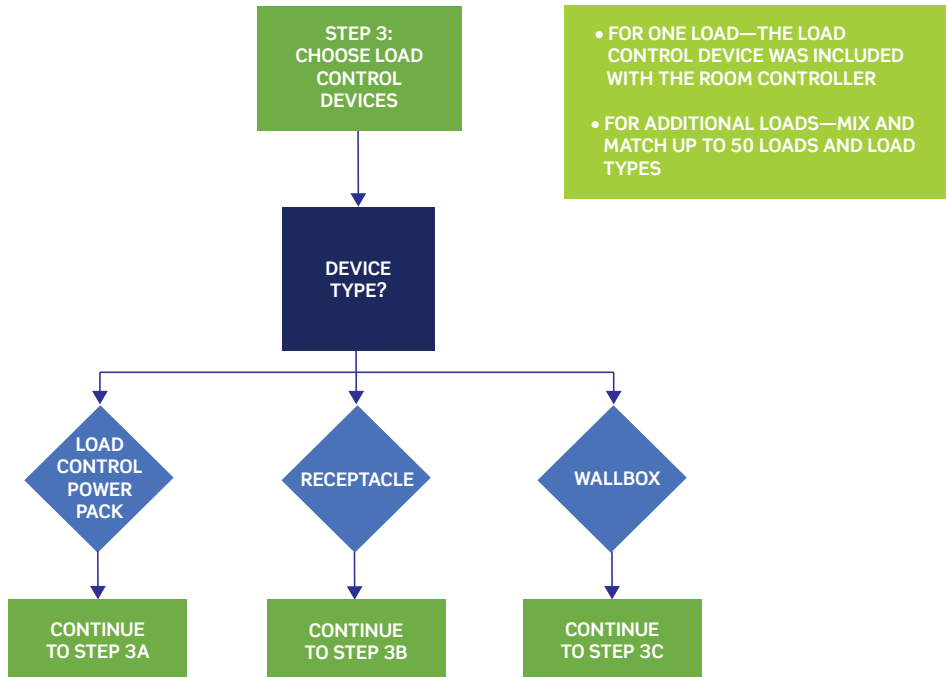 STEP 3:
CHOOSE LOAD
CONTROL
DEVICES
• FOR ONE LOAD—THE LOAD
CONTROL DEVICE WAS INCLUDED
WITH THE ROOM CONTROLLER
• FOR ADDITIONAL LOADS—MIX AND
MATCH UP TO 50 LOADS AND LOAD
TYPES
DEVICE
TYPE?
LOAD
CONTROL
POWER
PACK
RECEPTACLE
WALLBOX
CONTINUE
TO STEP 3A
CONTINUE
TO STEP 3B
CONTINUE
TO STEP 3C